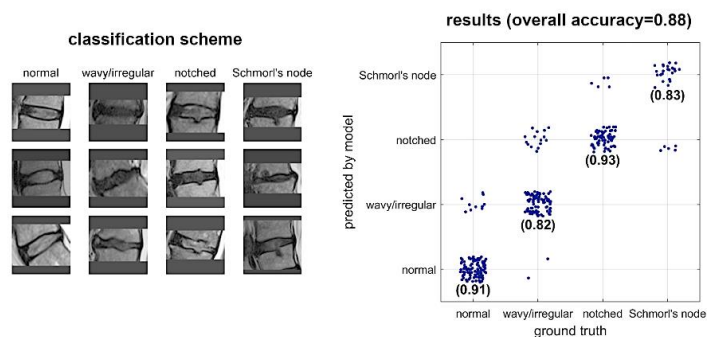 classification scheme
normal wavy/irregular notched Schmorl's node
results (overall accuracy=0.88)
predicted by model
Schmorl's node
(0.83)
notched
(0.93)
wavy/irregular
(0.82)
normal
(0.91)
normal wavy/irregular notched Schmorl's node
ground truth